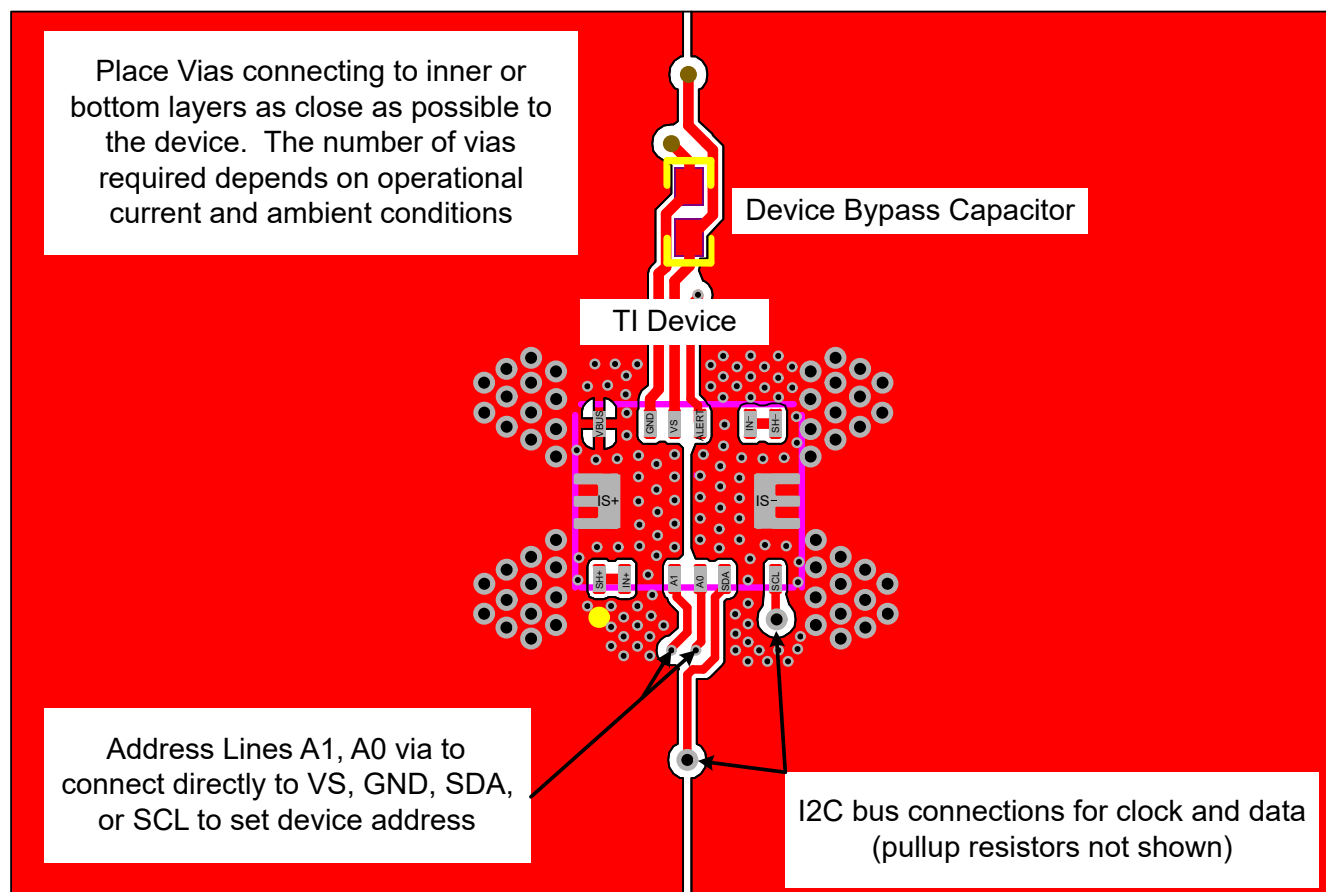 Place Vias connecting to inner or
bottom layers as close as possible to
the device.  The number of vias
required depends on operational
current and ambient conditions
Device Bypass Capacitor
TI Device
VBUS
GND
VS
ALERT
IN−
SH−
IS+
IS−
SH+
IN+
A1
A0
SDA
SCL
Address Lines A1, A0 via to
connect directly to VS, GND, SDA,
or SCL to set device address
I2C bus connections for clock and data
(pullup resistors not shown)